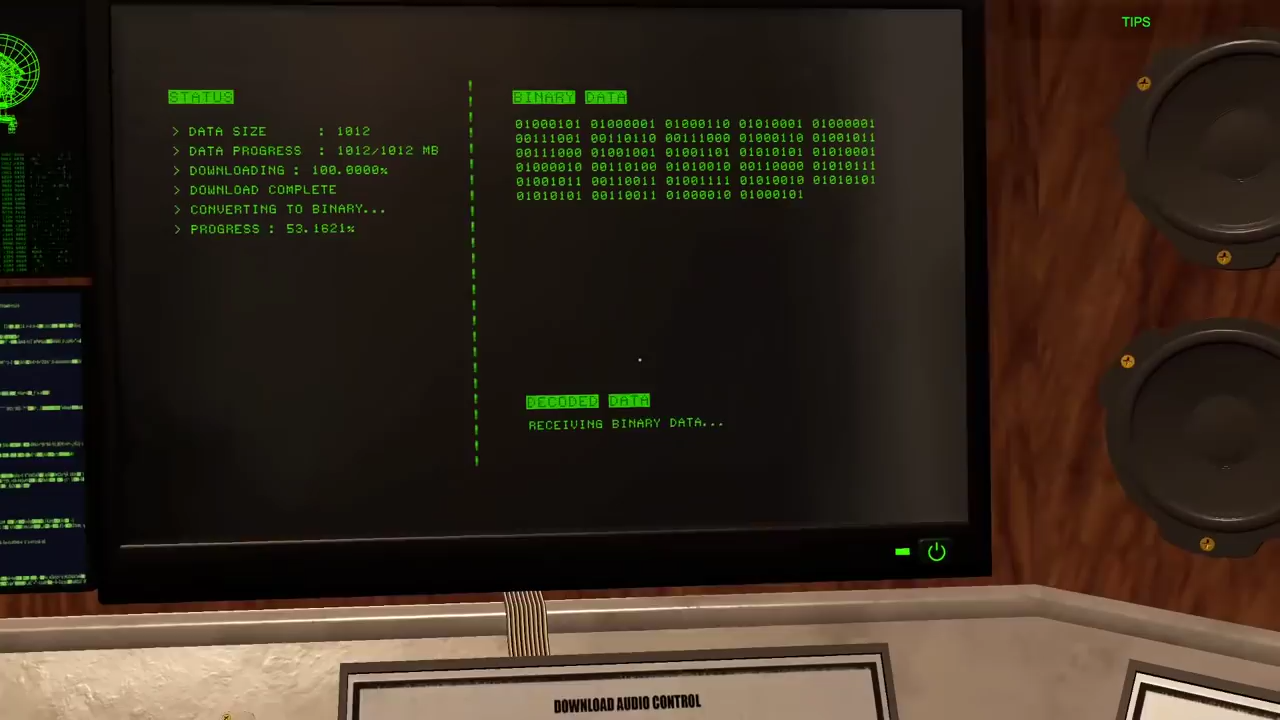 TIPS
STATUS
> DATA SIZE : 1012
> DATA PROGRESS : 1012/1012 MB
> DOWNLOADING : 100.0000%
> DOWNLOAD COMPLETE
> CONVERTING TO BINARY...
> PROGRESS : 53.1621%
BINARY DATA
01000101 01000001 01000110 01010001 01000001
00111001 00110110 00111000 01000110 01001011
00111000 01001001 01001101 01010101 01010001
01000010 00110100 01010010 00110000 01010111
01001011 00110011 01001111 01010010 01010101
01010101 00110011 01000010 01000101
DECODED DATA
RECEIVING BINARY DATA...
DOWNLOAD AUDIO CONTROL